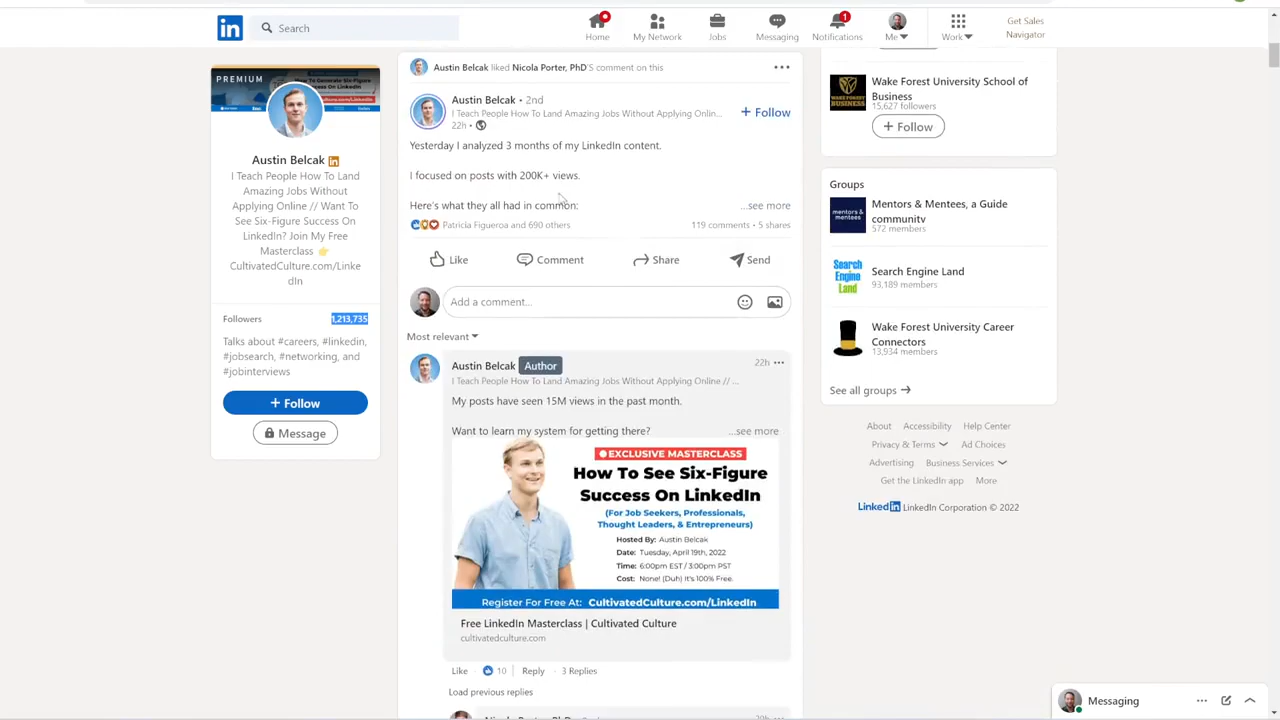 in
Search
Home
My Network
Jobs
Messaging
1
Notifications
Me
Work
Get Sales
Navigator
PREMIUM
Austin Belcak in
I Teach People How To Land
Amazing Jobs Without
Applying Online // Want To
See Six-Figure Success On
LinkedIn? Join My Free
Masterclass 👉
CultivatedCulture.com/Linke
dIn
Followers 1,213,735
Talks about #careers, #linkedin,
#jobsearch, #networking, and
#jobinterviews
+ Follow
Message
Austin Belcak liked Nicola Porter, PhD'S comment on this
Austin Belcak • 2nd
I Teach People How To Land Amazing Jobs Without Applying Onlin...
22h •
+ Follow
Yesterday I analyzed 3 months of my LinkedIn content.
I focused on posts with 200K+ views.
Here's what they all had in common: ...see more
Patricia Figueroa and 690 others 119 comments • 5 shares
Like Comment Share Send
Add a comment...
Most relevant
Austin Belcak Author 22h
I Teach People How To Land Amazing Jobs Without Applying Online // ...
My posts have seen 15M views in the past month.
Want to learn my system for getting there? ...see more
EXCLUSIVE MASTERCLASS
How To See Six-Figure
Success On LinkedIn
(For Job Seekers, Professionals,
Thought Leaders, & Entrepreneurs)
Hosted By: Austin Belcak
Date: Tuesday, April 19th, 2022
Time: 6:00pm EST / 3:00pm PST
Cost: None! (Duh) It's 100% Free.
Register For Free At: CultivatedCulture.com/LinkedIn
Free LinkedIn Masterclass | Cultivated Culture
cultivatedculture.com
Like 10 Reply 3 Replies
Load previous replies
WAKE FOREST
BUSINESS
Wake Forest University School of
Business
15,627 followers
+ Follow
Groups
mentors &
mentees
Mentors & Mentees, a Guide
community
572 members
Search
Engine
Land
Search Engine Land
93,189 members
Wake Forest University Career
Connectors
13,934 members
See all groups →
About Accessibility Help Center
Privacy & Terms Ad Choices
Advertising Business Services
Get the LinkedIn app More
LinkedIn LinkedIn Corporation © 2022
Messaging